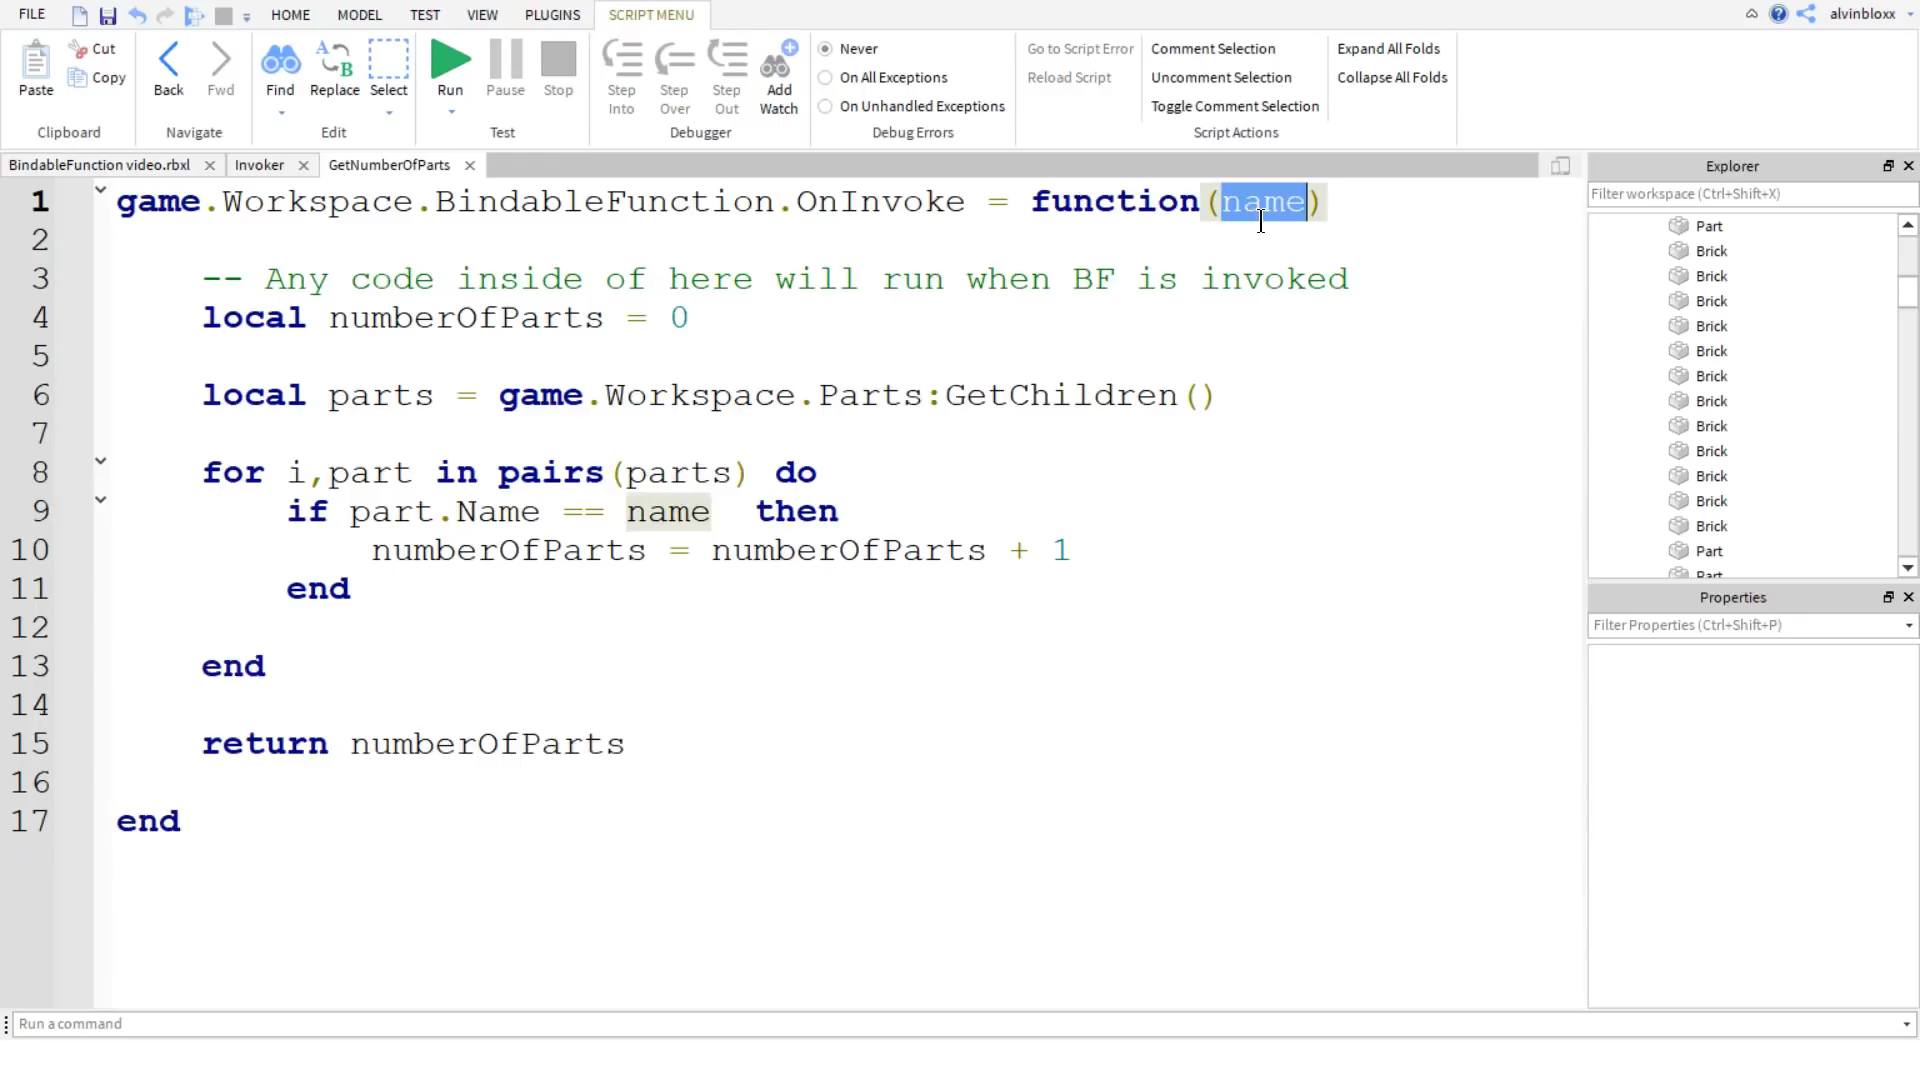 FILE HOME MODEL TEST VIEW PLUGINS SCRIPT MENU alvinbloxx
Paste Cut Copy Back Fwd Find Replace Select Run Pause Stop Step Into Step Over Step Out Add Watch
Never
On All Exceptions
On Unhandled Exceptions
Go to Script Error
Reload Script
Comment Selection
Uncomment Selection
Toggle Comment Selection
Expand All Folds
Collapse All Folds
Clipboard Navigate Edit Test Debugger Debug Errors Script Actions
BindableFunction video.rbxl Invoker GetNumberOfParts
1 game.Workspace.BindableFunction.OnInvoke = function(name)
2
3 -- Any code inside of here will run when BF is invoked
4 local numberOfParts = 0
5
6 local parts = game.Workspace.Parts:GetChildren()
7
8 for i,part in pairs(parts) do
9 if part.Name == name  then
10 numberOfParts = numberOfParts + 1
11 end
12
13 end
14
15 return numberOfParts
16
17 end
Explorer
Filter workspace (Ctrl+Shift+X)
Part
Brick
Brick
Brick
Brick
Brick
Brick
Brick
Brick
Brick
Brick
Brick
Brick
Part
Part
Properties
Filter Properties (Ctrl+Shift+P)
Run a command